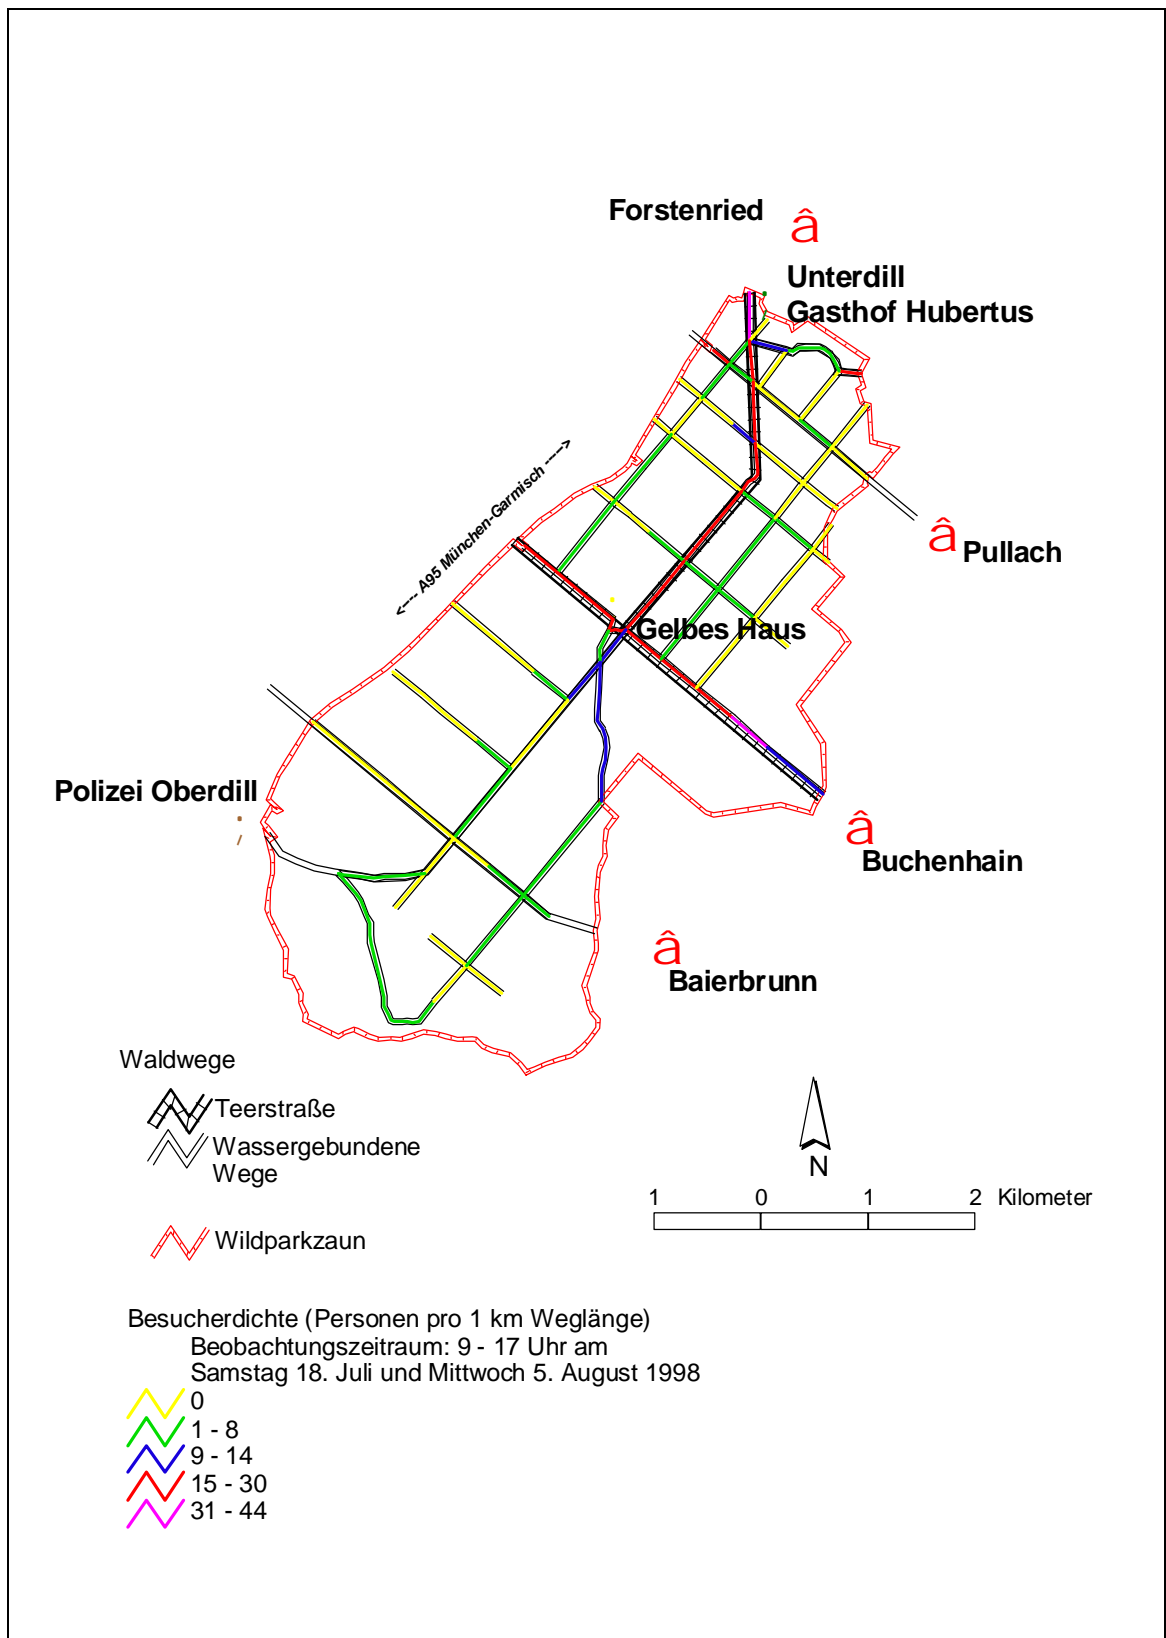 Forstenried
â
Unterdill
Gasthof Hubertus
<---- A95 München-Garmisch ---->
â
Pullach
Gelbes Haus
Polizei Oberdill
â
Buchenhain
â
Baierbrunn
Waldwege
Teerstraße
Wassergebundene
Wege
Wildparkzaun
N
1 0 1 2 Kilometer
Besucherdichte (Personen pro 1 km Weglänge)
Beobachtungszeitraum: 9 - 17 Uhr am
Samstag 18. Juli und Mittwoch 5. August 1998
0
1 - 8
9 - 14
15 - 30
31 - 44